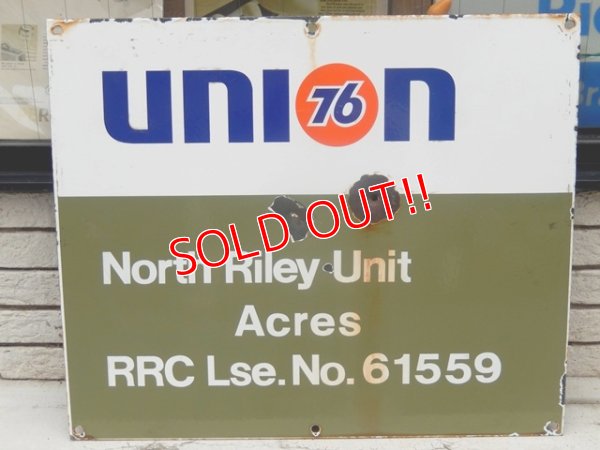 union 76
SOLD OUT!!
North Riley Unit
Acres
RRC Lse. No. 61559